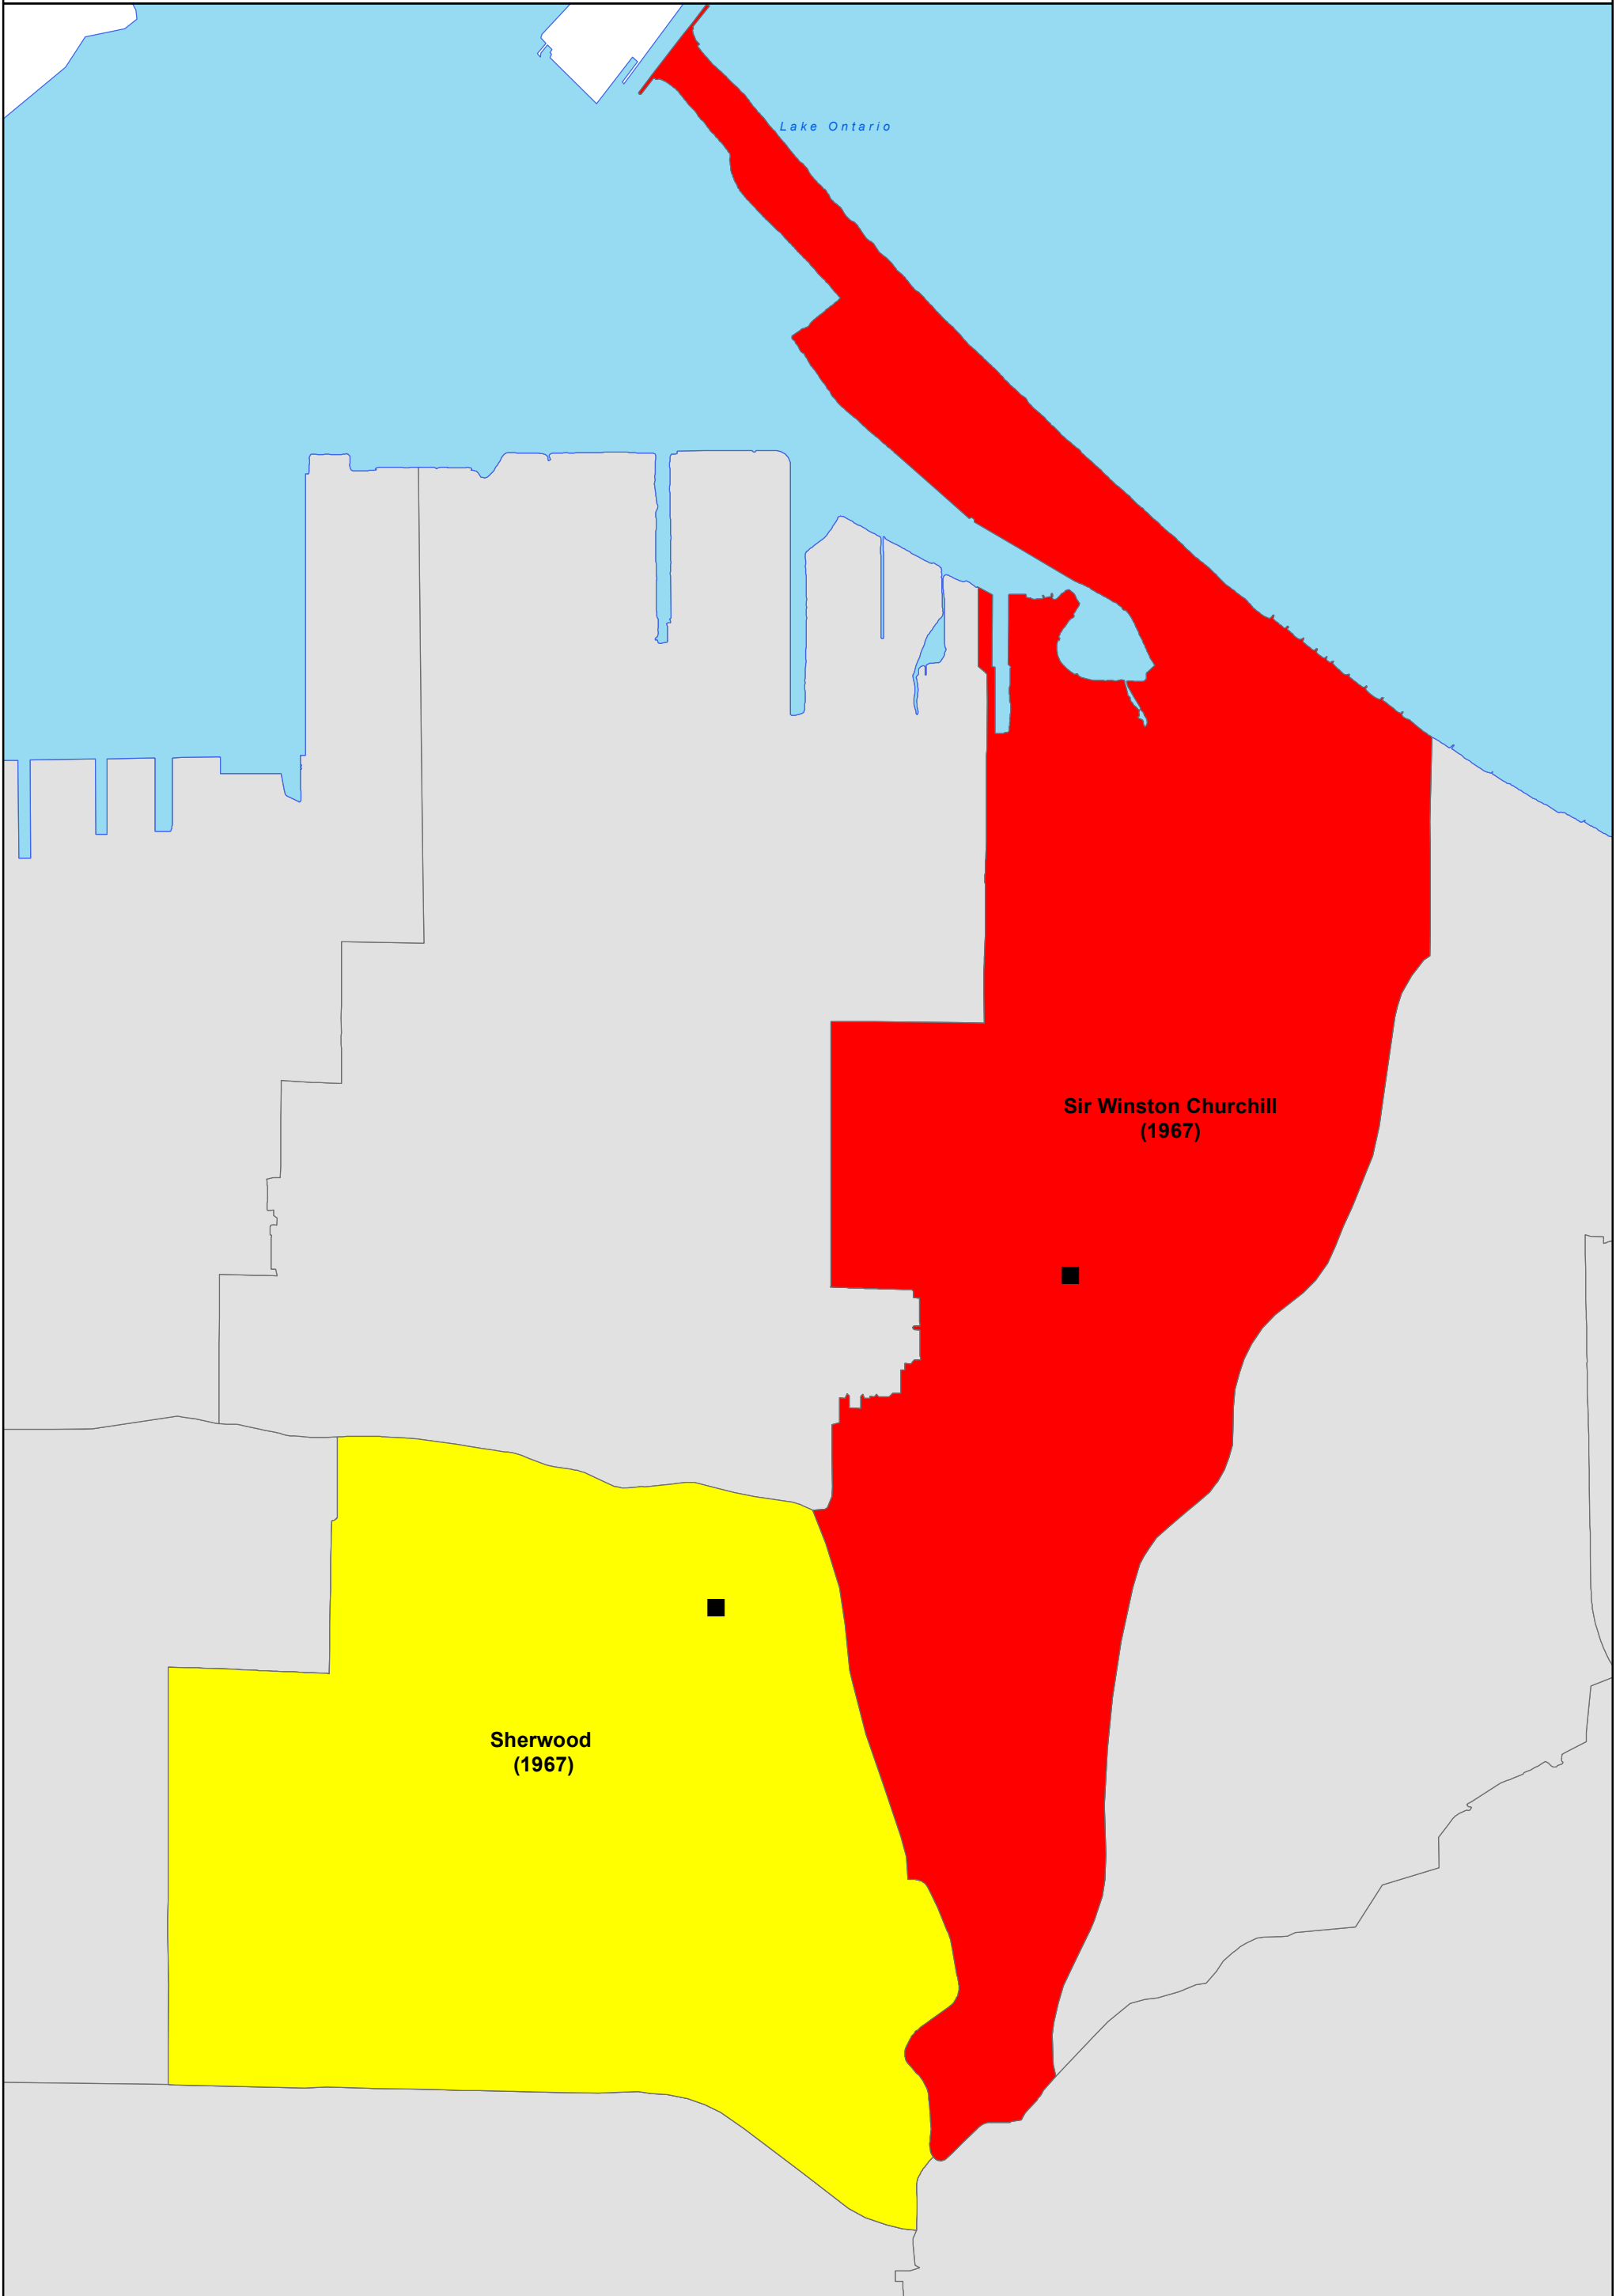 Lake Ontario
Sir Winston Churchill
(1967)
Sherwood
(1967)